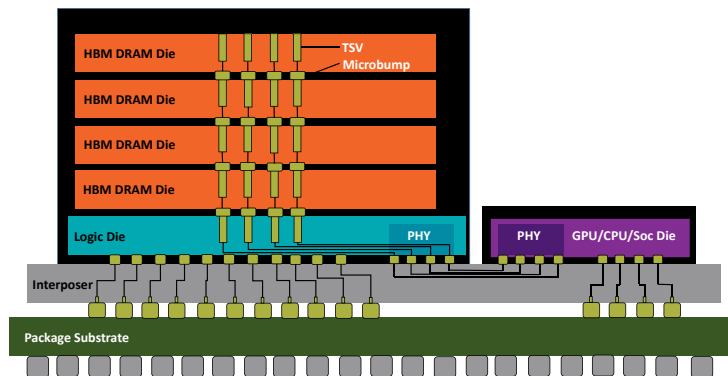 HBM DRAM Die
TSV
Microbump
HBM DRAM Die
HBM DRAM Die
HBM DRAM Die
Logic Die
PHY
PHY
GPU/CPU/Soc Die
Interposer
Package Substrate